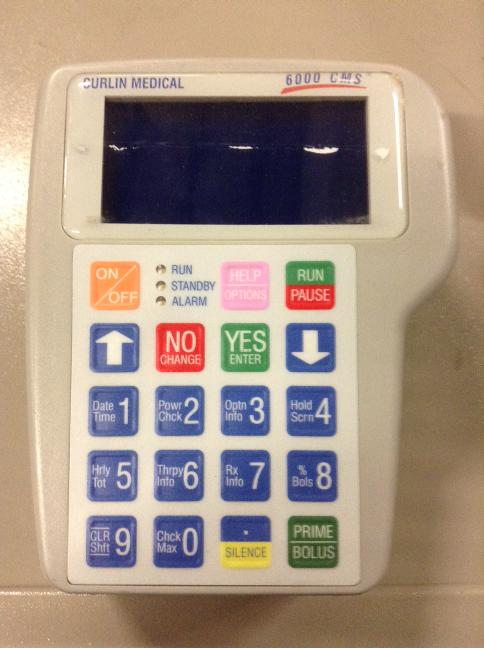 CURLIN MEDICAL
6000 CMS
ON/OFF
RUN
STANDBY
ALARM
HELP
OPTIONS
RUN
PAUSE
NO
CHANGE
YES
ENTER
Date
Time 1
Powr
Chck 2
Optn
Info 3
Hold
Scrn 4
Hrly
Tot 5
Thrpy
Info 6
Rx
Info 7
%
Bols 8
CLR
Shft 9
Chck
Max 0
.
SILENCE
PRIME
BOLUS